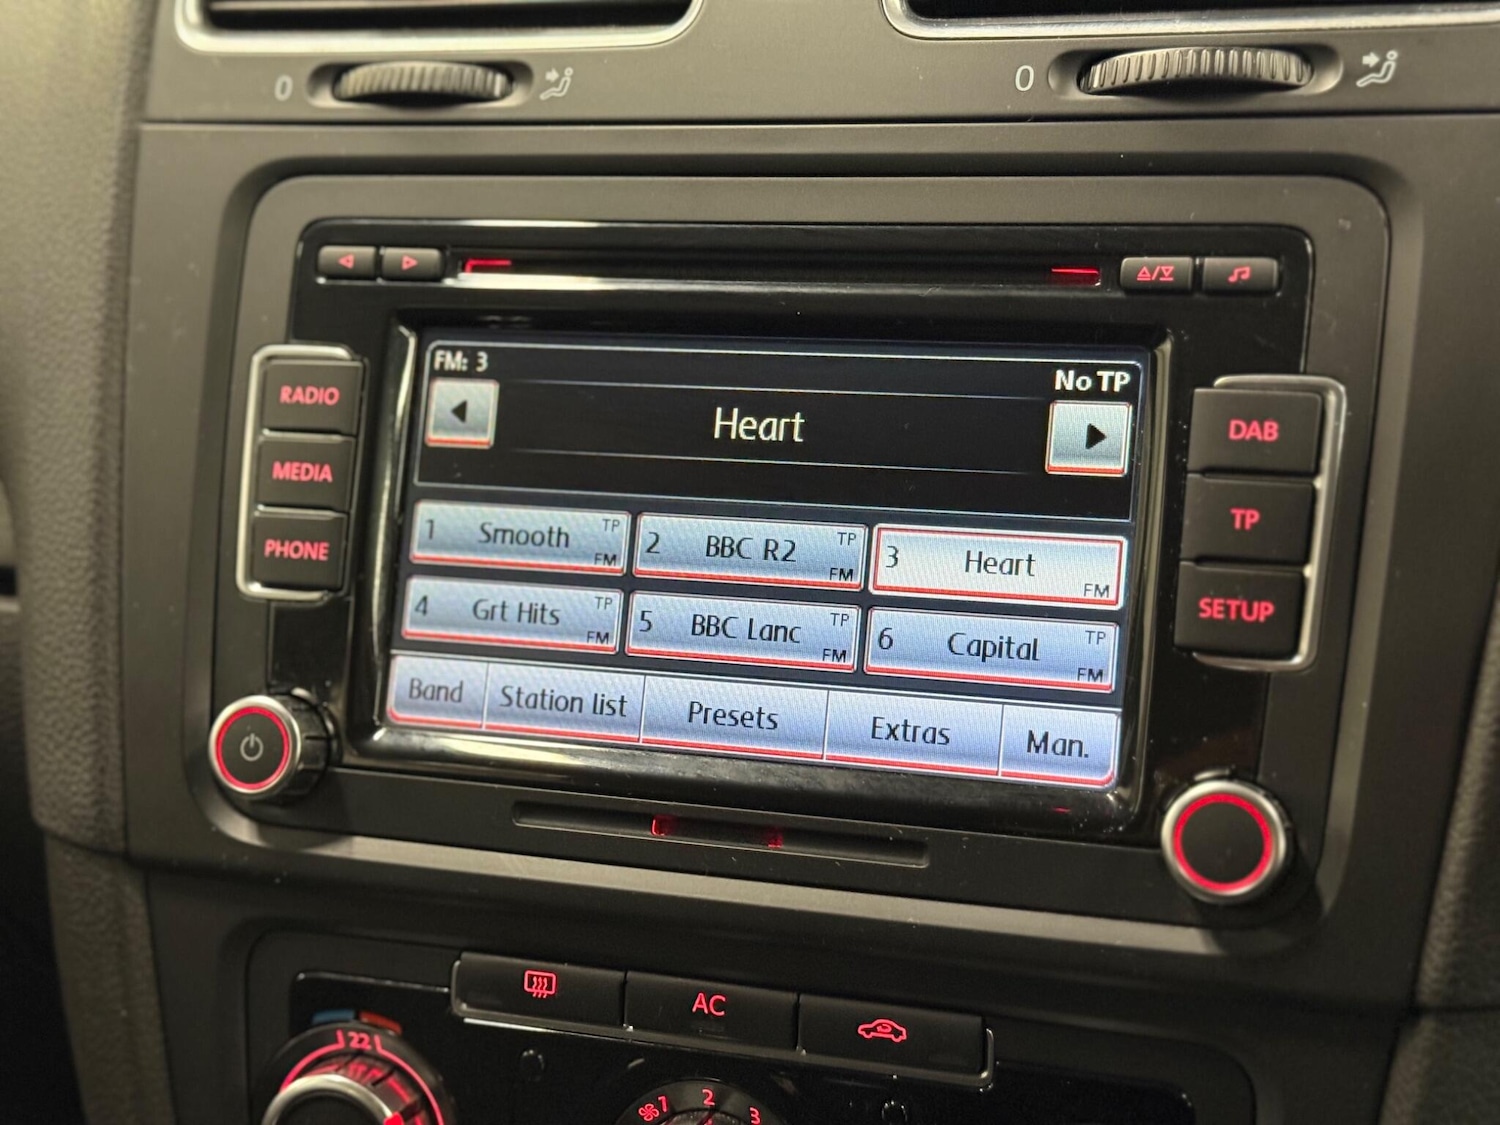 0
0
RADIO
MEDIA
PHONE
FM: 3
No TP
Heart
1 Smooth TP FM
2 BBC R2 TP FM
3 Heart FM
4 Grt Hits TP FM
5 BBC Lanc TP FM
6 Capital TP FM
Band Station list Presets Extras Man.
DAB
TP
SETUP
AC
22
1 2 3